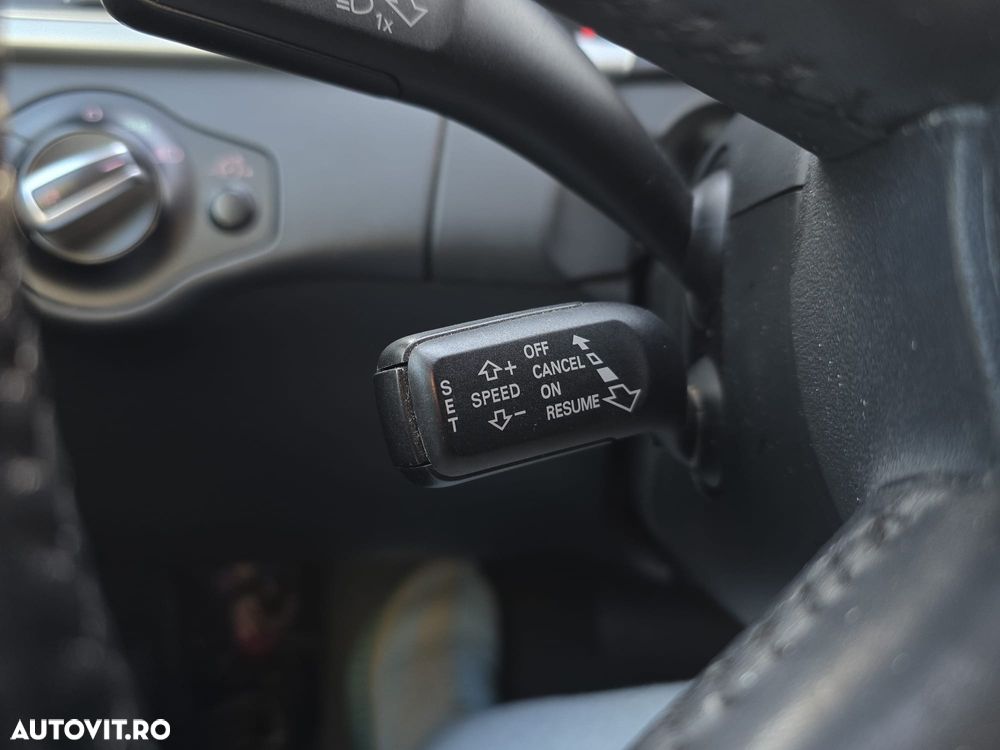 1x
OFF
CANCEL
SPEED + ON
- RESUME
SET
AUTOVIT.RO